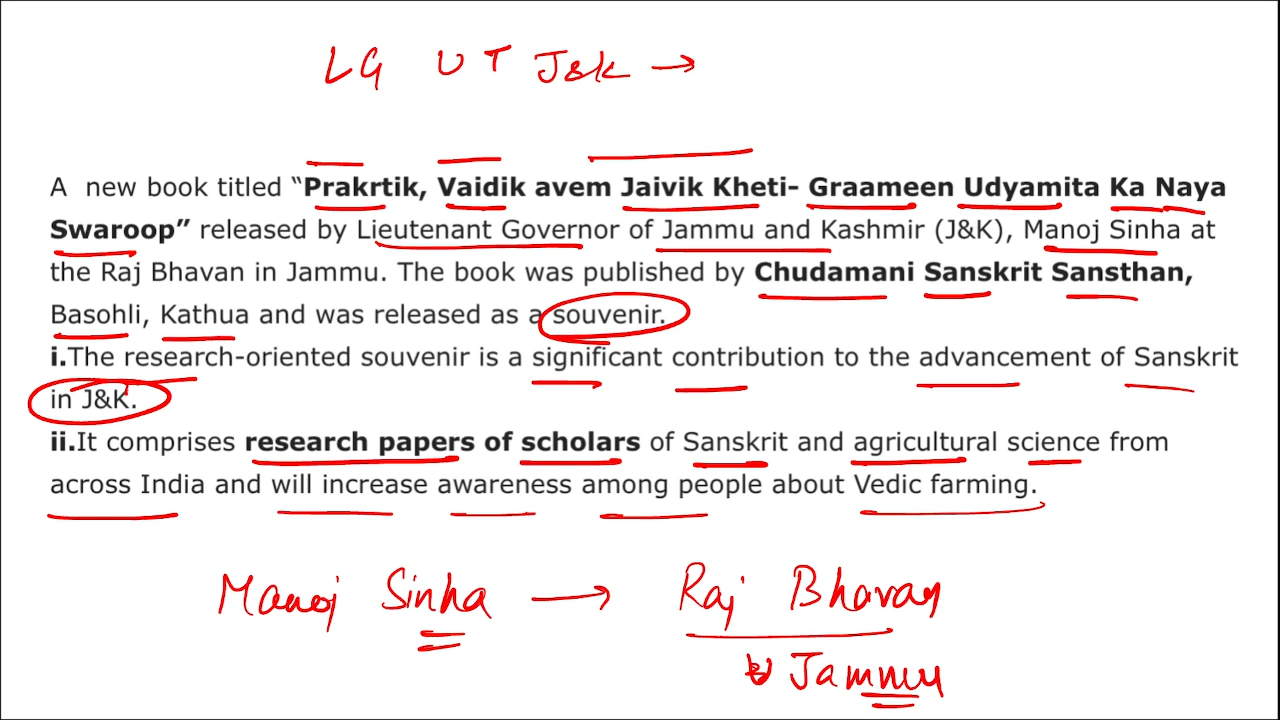 LG UT J&K →
A new book titled “Prakrtik, Vaidik avem Jaivik Kheti- Graameen Udyamita Ka Naya
Swaroop” released by Lieutenant Governor of Jammu and Kashmir (J&K), Manoj Sinha at
the Raj Bhavan in Jammu. The book was published by Chudamani Sanskrit Sansthan,
Basohli, Kathua and was released as a souvenir.
i.The research-oriented souvenir is a significant contribution to the advancement of Sanskrit
in J&K.
ii.It comprises research papers of scholars of Sanskrit and agricultural science from
across India and will increase awareness among people about Vedic farming.
Manoj Sinha → Raj Bhavan
Jammu